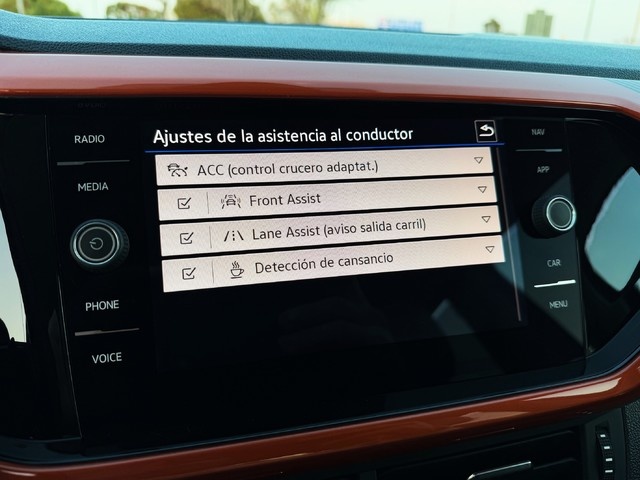 RADIO
MEDIA
PHONE
VOICE
Ajustes de la asistencia al conductor
ACC (control crucero adaptat.)
Front Assist
Lane Assist (aviso salida carril)
Detección de cansancio
NAV
APP
CAR
MENU